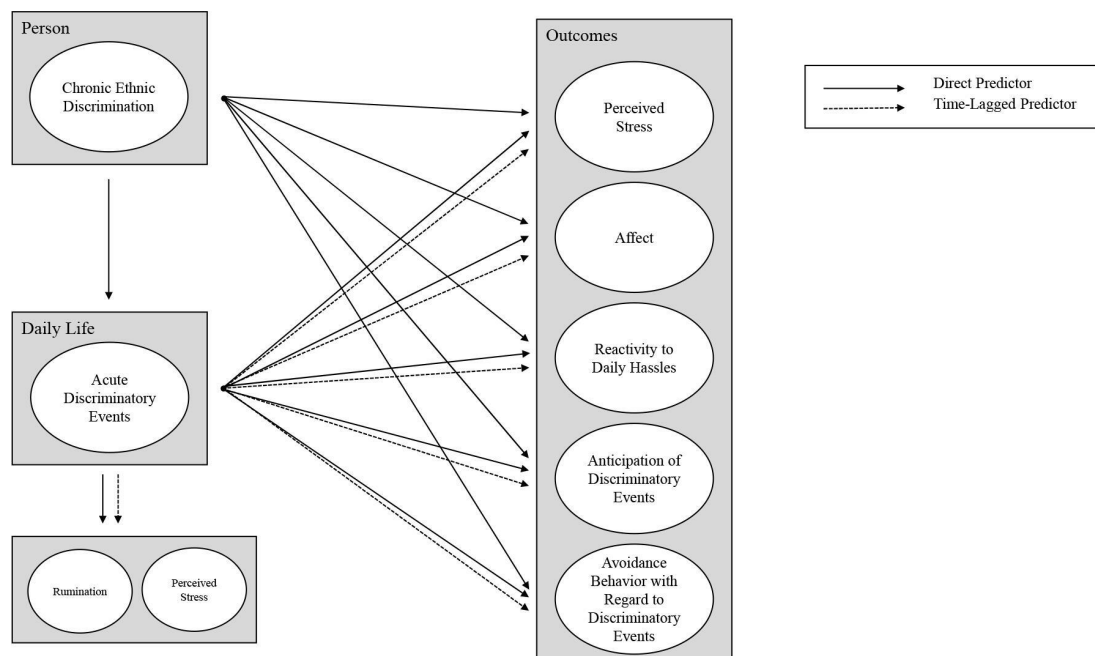 Person
Chronic Ethnic
Discrimination
Daily Life
Acute
Discriminatory
Events
Rumination
Perceived
Stress
Outcomes
Perceived
Stress
Affect
Reactivity to
Daily Hassles
Anticipation of
Discriminatory
Events
Avoidance
Behavior with
Regard to
Discriminatory
Events
Direct Predictor
Time-Lagged Predictor